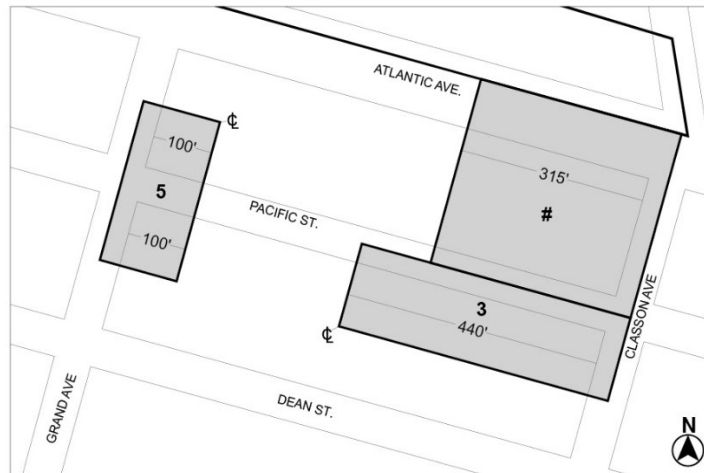 ATLANTIC AVE.
℄
100'
315'
5
PACIFIC ST.
#
100'
3
440'
℄
CLASSON AVE
DEAN ST.
GRAND AVE
N